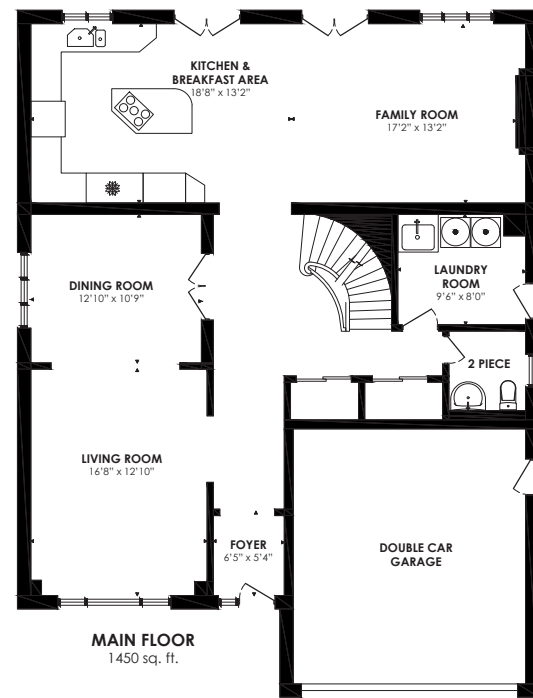 KITCHEN &
BREAKFAST AREA
18'8" x 13'2"
FAMILY ROOM
17'2" x 13'2"
DINING ROOM
12'10" x 10'9"
LAUNDRY
ROOM
9'6" x 8'0"
2 PIECE
LIVING ROOM
16'8" x 12'10"
FOYER
6'5" x 5'4"
DOUBLE CAR
GARAGE
MAIN FLOOR
1450 sq. ft.